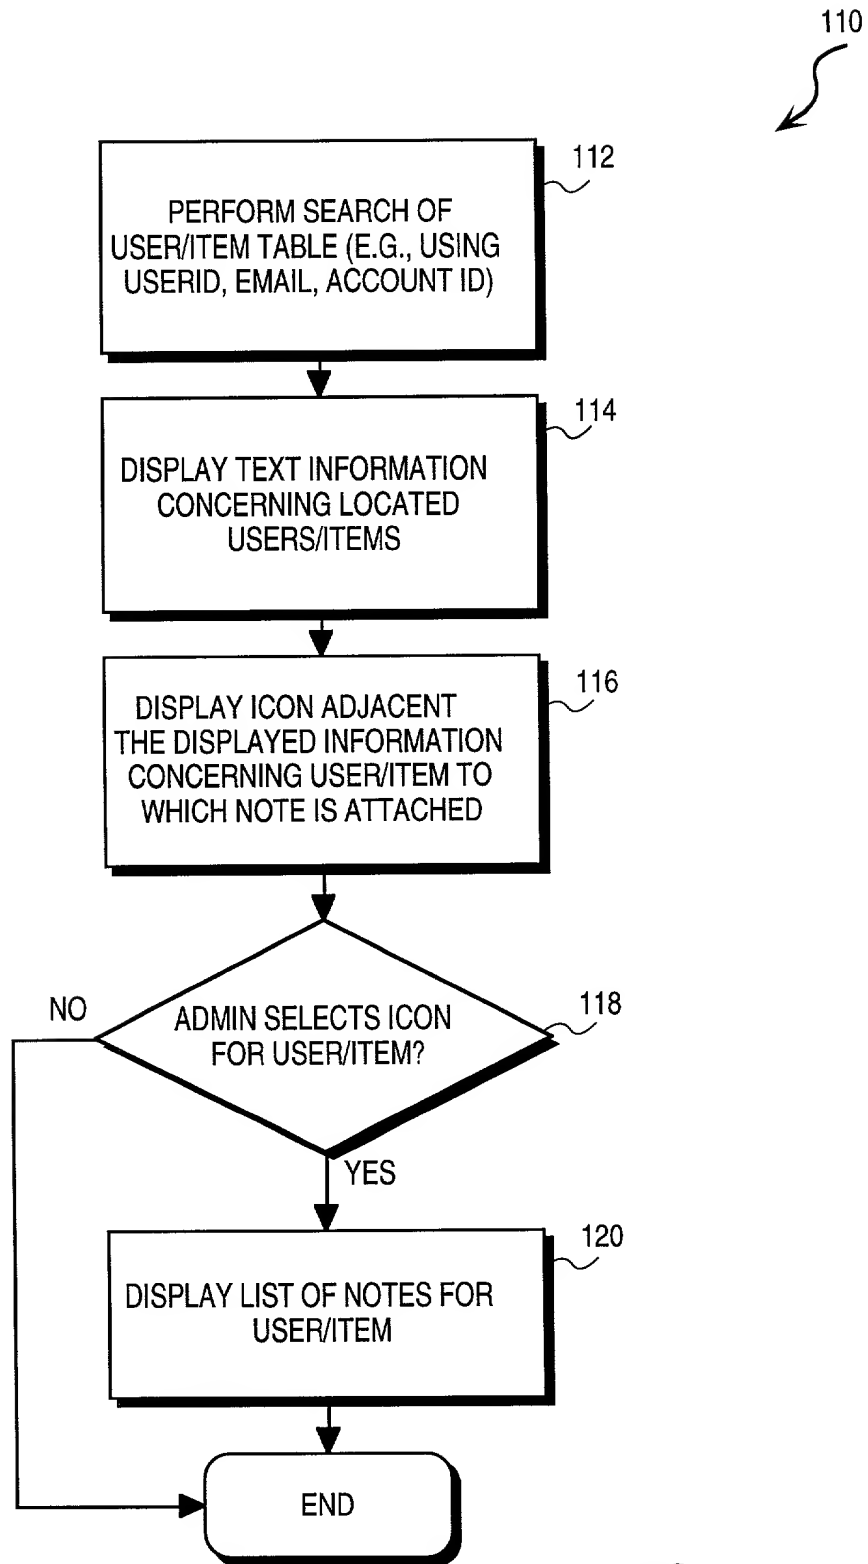 110
112
PERFORM SEARCH OF
USER/ITEM TABLE (E.G., USING
USERID, EMAIL, ACCOUNT ID)
114
DISPLAY TEXT INFORMATION
CONCERNING LOCATED
USERS/ITEMS
116
DISPLAY ICON ADJACENT
THE DISPLAYED INFORMATION
CONCERNING USER/ITEM TO
WHICH NOTE IS ATTACHED
NO
ADMIN SELECTS ICON
FOR USER/ITEM?
118
YES
120
DISPLAY LIST OF NOTES FOR
USER/ITEM
END